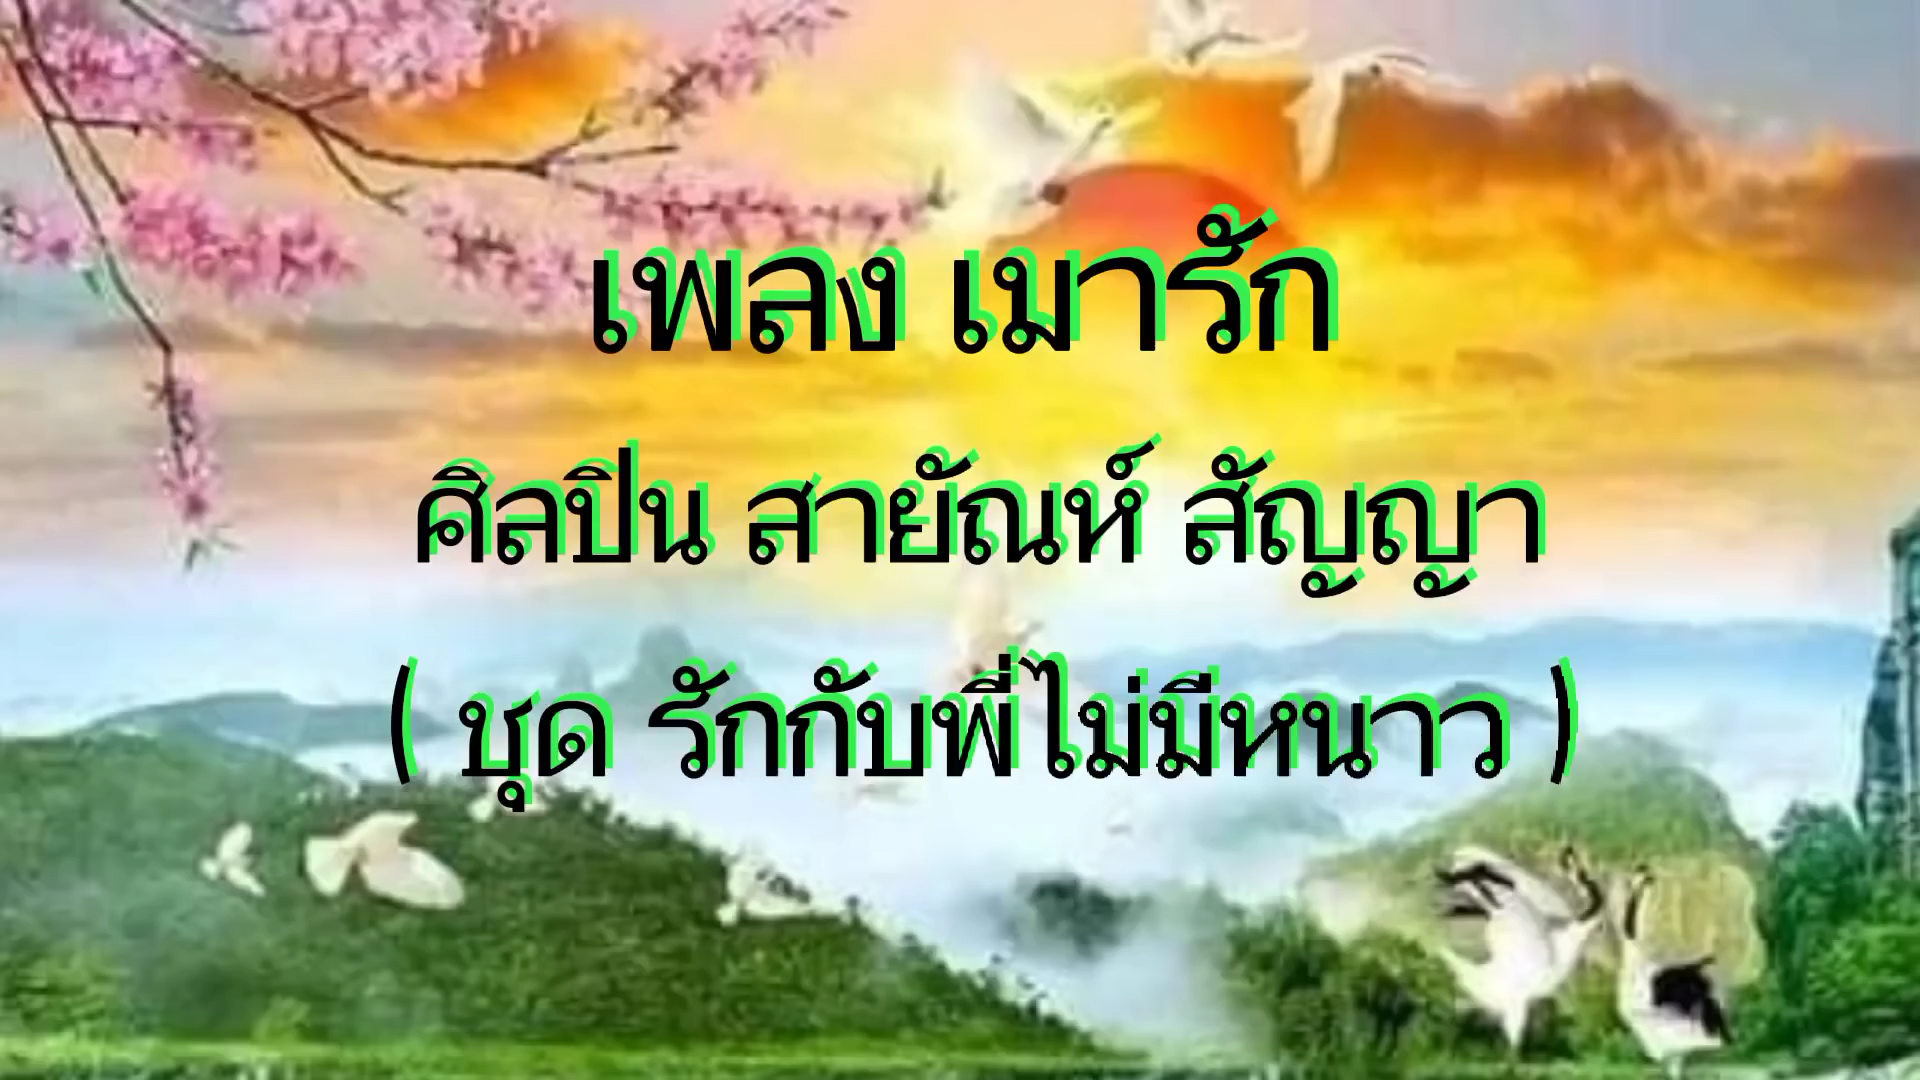 เพลง เมารัก
ศิลปิน สายัณห์ สัญญา
( ชุด รักกับพี่ไม่มีหนาว )